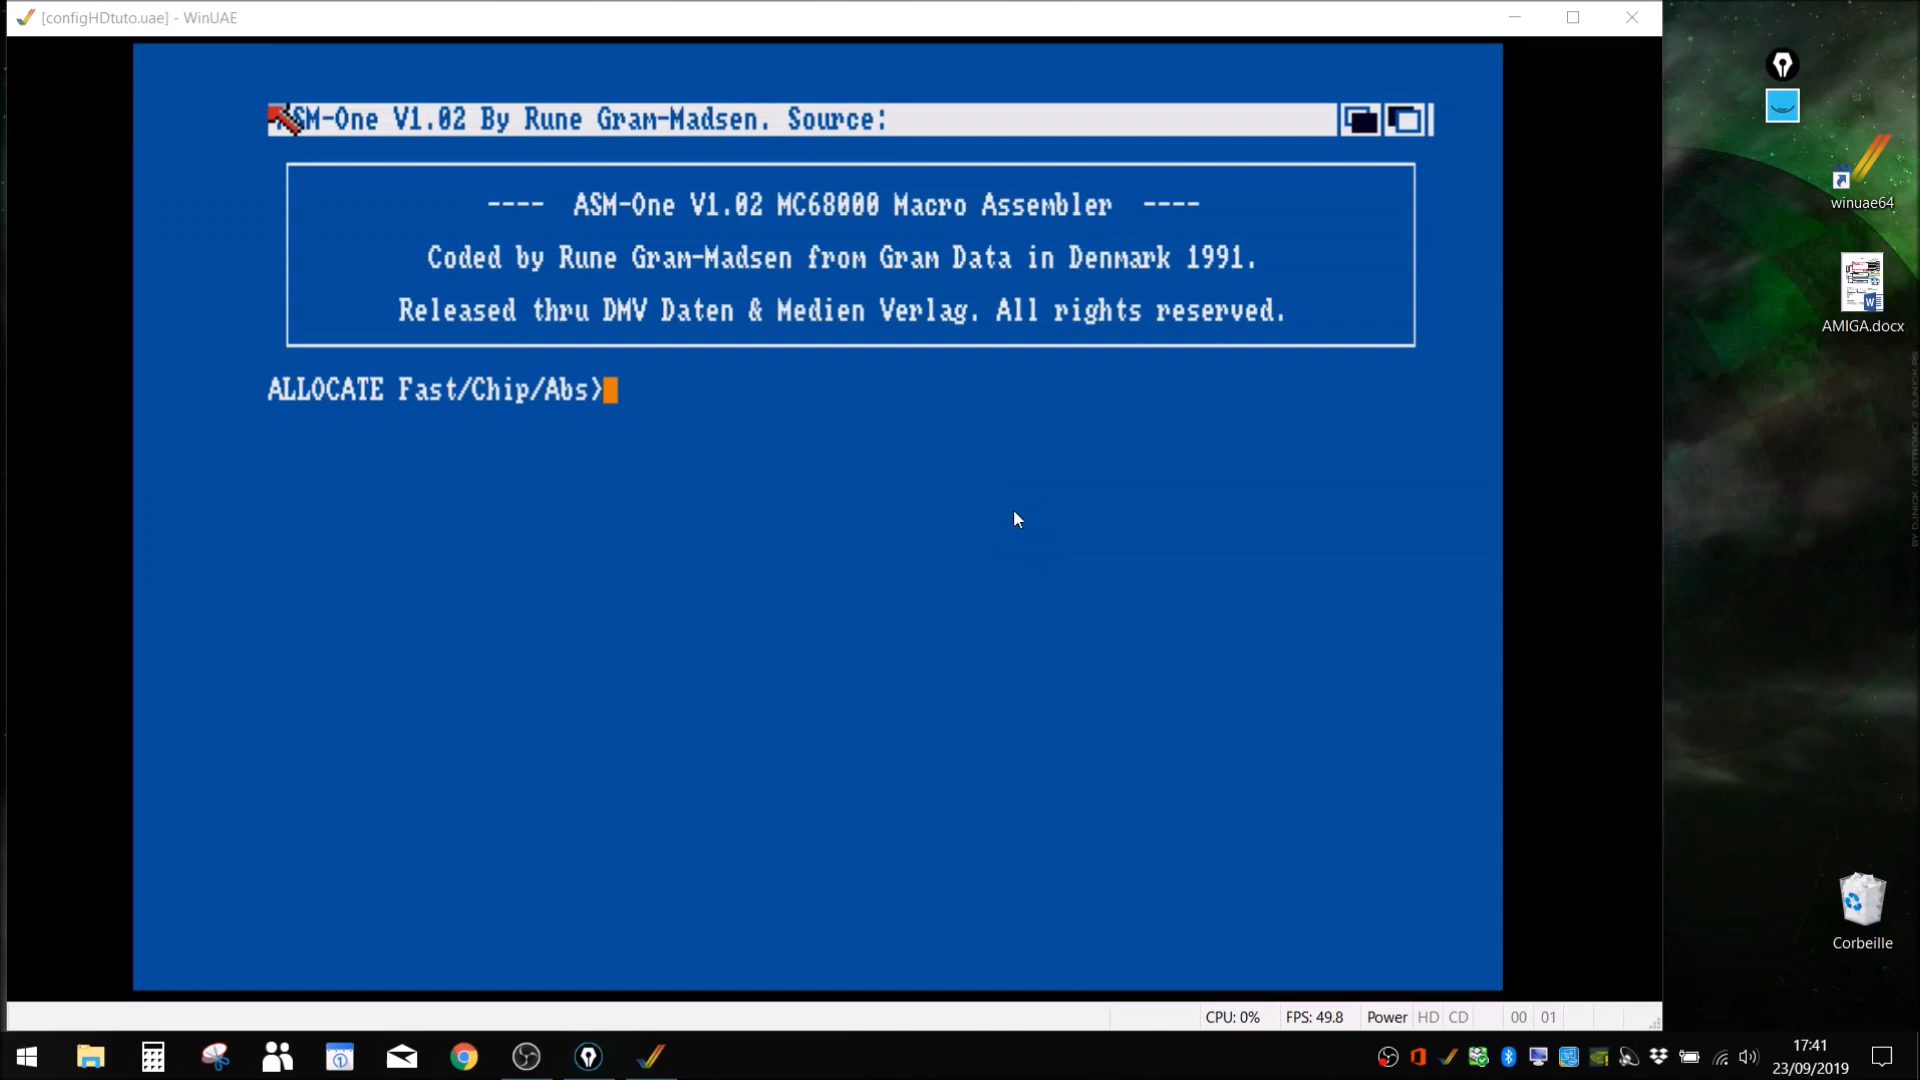 [configHDtuto.uae] - WinUAE
SM-One V1.02 By Rune Gram-Madsen. Source:
---- ASM-One V1.02 MC68000 Macro Assembler ----
Coded by Rune Gram-Madsen from Gram Data in Denmark 1991.
Released thru DMV Daten & Medien Verlag. All rights reserved.
ALLOCATE Fast/Chip/Abs>
winuae64
AMIGA.docx
Corbeille
CPU: 0%
FPS: 49.8
Power
HD
CD
00
01
17:41
23/09/2019